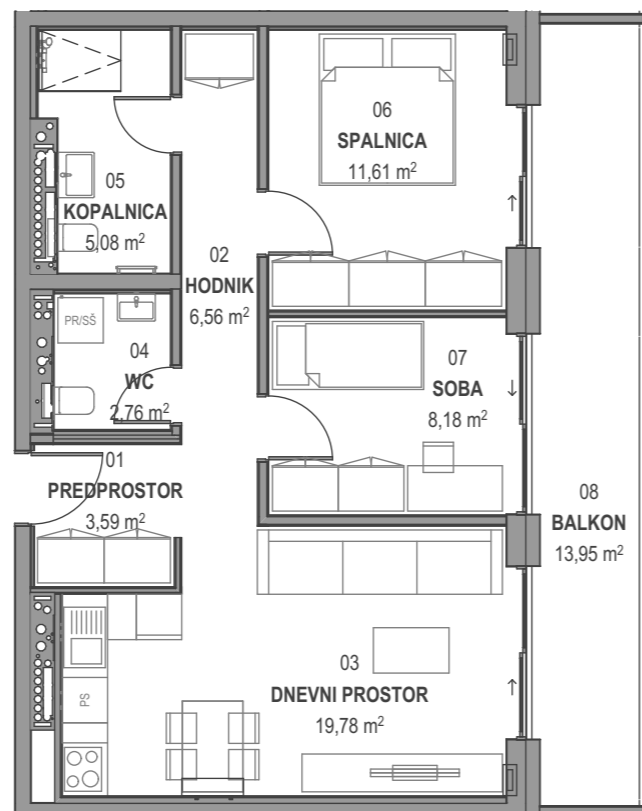 06
SPALNICA
11,61 m²
05
KOPALNICA
5,08 m²
02
HODNIK
6,56 m²
PR/SŠ
04
WC
2,76 m²
07
SOBA
8,18 m²
01
PREDPROSTOR
3,59 m²
08
BALKON
13,95 m²
03
DNEVNI PROSTOR
19,78 m²
PS